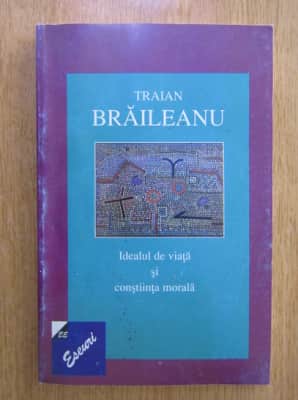 TRAIAN
BRĂILEANU
Idealul de viață
și
conștiința morală
Eseuri